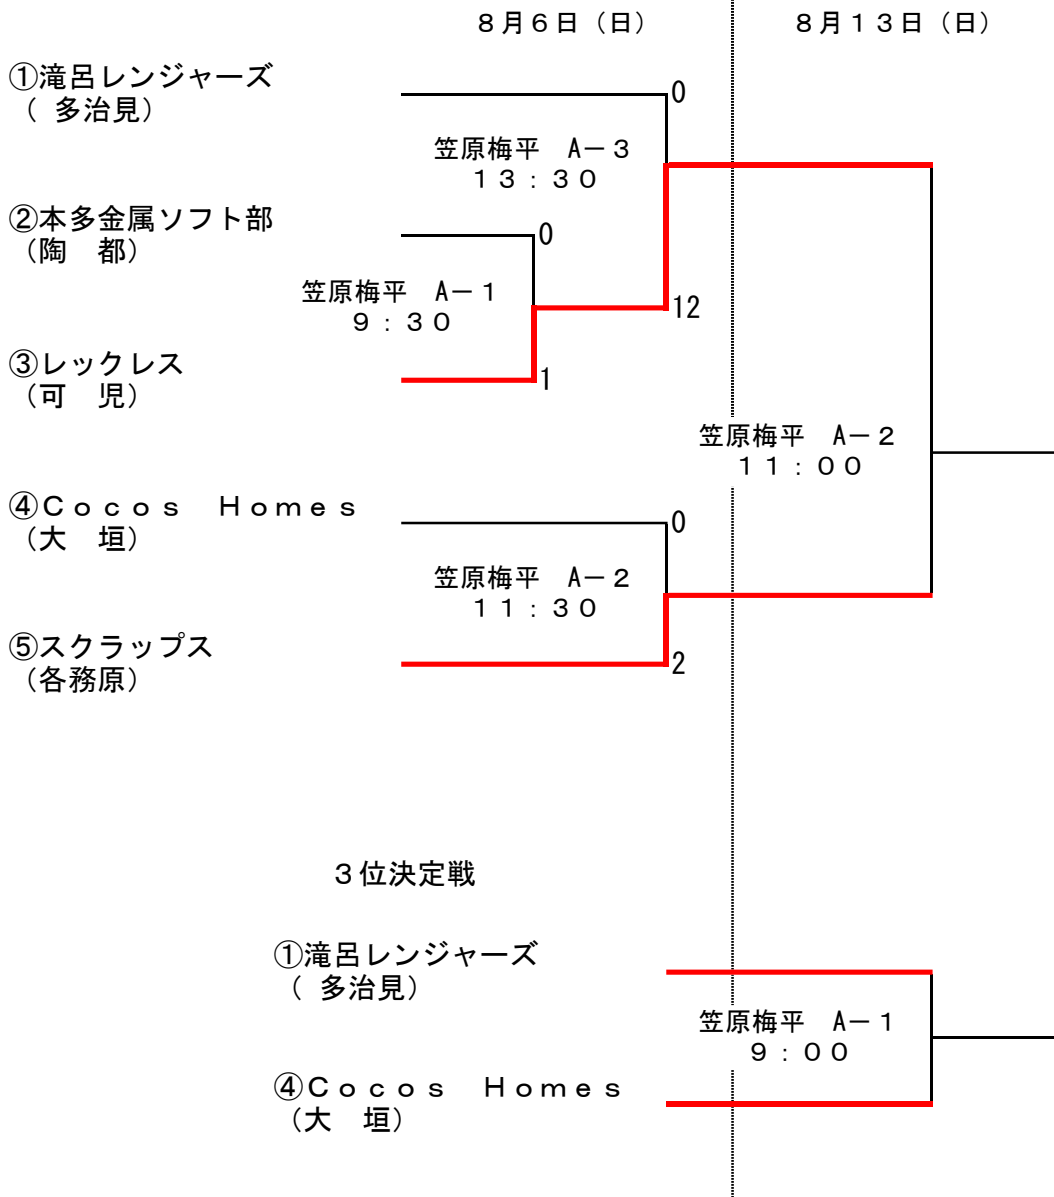 ８月６日（日）
８月１３日（日）
①滝呂レンジャーズ
（ 多治見）
0
笠原梅平　A－３
１３：３０
②本多金属ソフト部
（陶　都）
0
笠原梅平　A－１
９：３０
12
③レックレス
（可　児）
1
笠原梅平　A－２
１１：００
④Ｃｏｃｏｓ　Ｈｏｍｅｓ
（大　垣）
0
笠原梅平　A－２
１１：３０
⑤スクラップス
（各務原）
2
３位決定戦
①滝呂レンジャーズ
（ 多治見）
笠原梅平　A－１
９：００
④Ｃｏｃｏｓ　Ｈｏｍｅｓ
（大　垣）